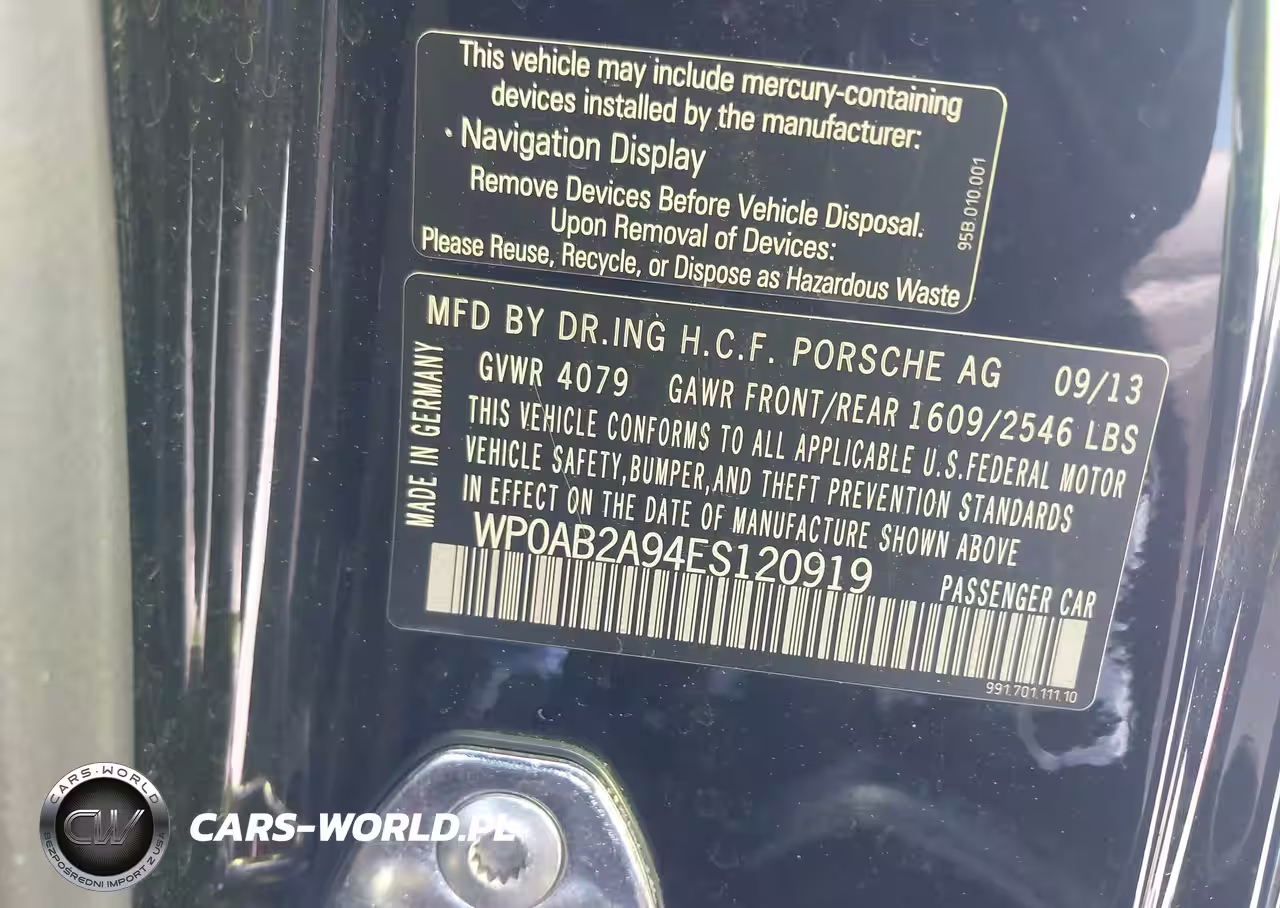 This vehicle may include mercury-containing
devices installed by the manufacturer:
· Navigation Display
Remove Devices Before Vehicle Disposal.
Upon Removal of Devices:
Please Reuse, Recycle, or Dispose as Hazardous Waste
95B.010.001
MFD BY DR.ING H.C.F. PORSCHE AG 09/13
GVWR 4079 GAWR FRONT/REAR 1609/2546 LBS
THIS VEHICLE CONFORMS TO ALL APPLICABLE U.S.FEDERAL MOTOR
VEHICLE SAFETY,BUMPER,AND THEFT PREVENTION STANDARDS
IN EFFECT ON THE DATE OF MANUFACTURE SHOWN ABOVE
WP0AB2A94ES120919 PASSENGER CAR
MADE IN GERMANY
991.701.111.10
CARS-WORLD
CW
BEZPOŚREDNI IMPORT Z USA
CARS-WORLD.PL